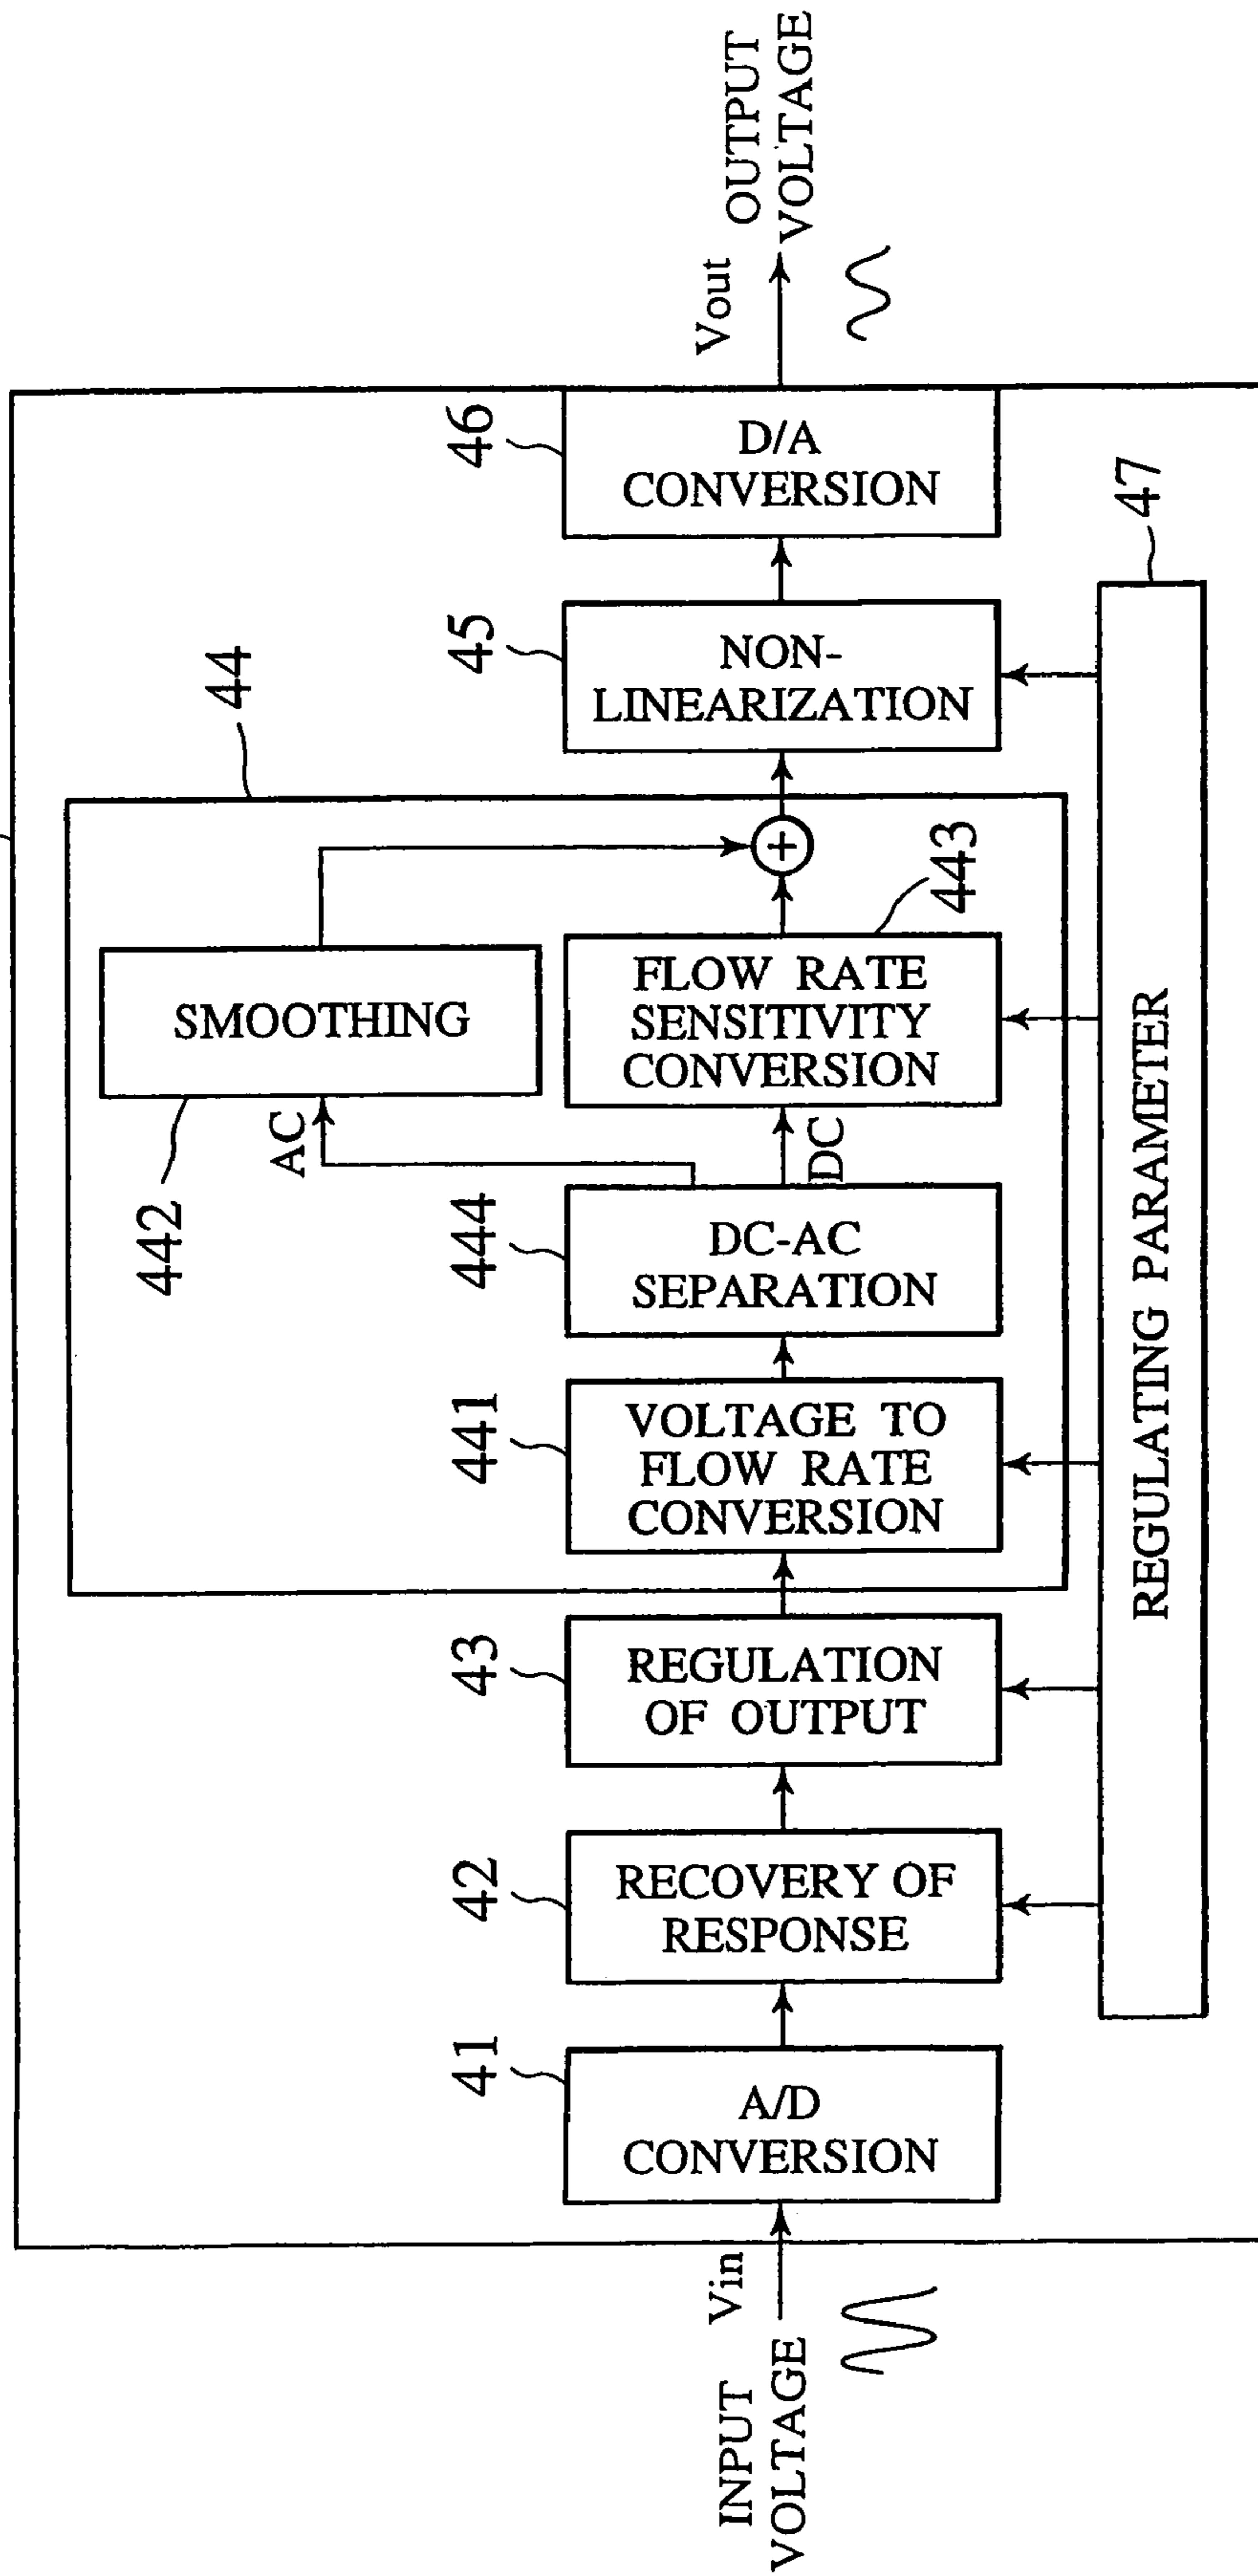 INPUT
VOLTAGE
Vin
41
A/D
CONVERSION
42
RECOVERY OF
RESPONSE
43
REGULATION
OF OUTPUT
44
441
VOLTAGE TO
FLOW RATE
CONVERSION
444
DC-AC
SEPARATION
AC
DC
442
SMOOTHING
FLOW RATE
SENSITIVITY
CONVERSION
443
+
45
NON-
LINEARIZATION
46
D/A
CONVERSION
Vout
OUTPUT
VOLTAGE
REGULATING PARAMETER
47